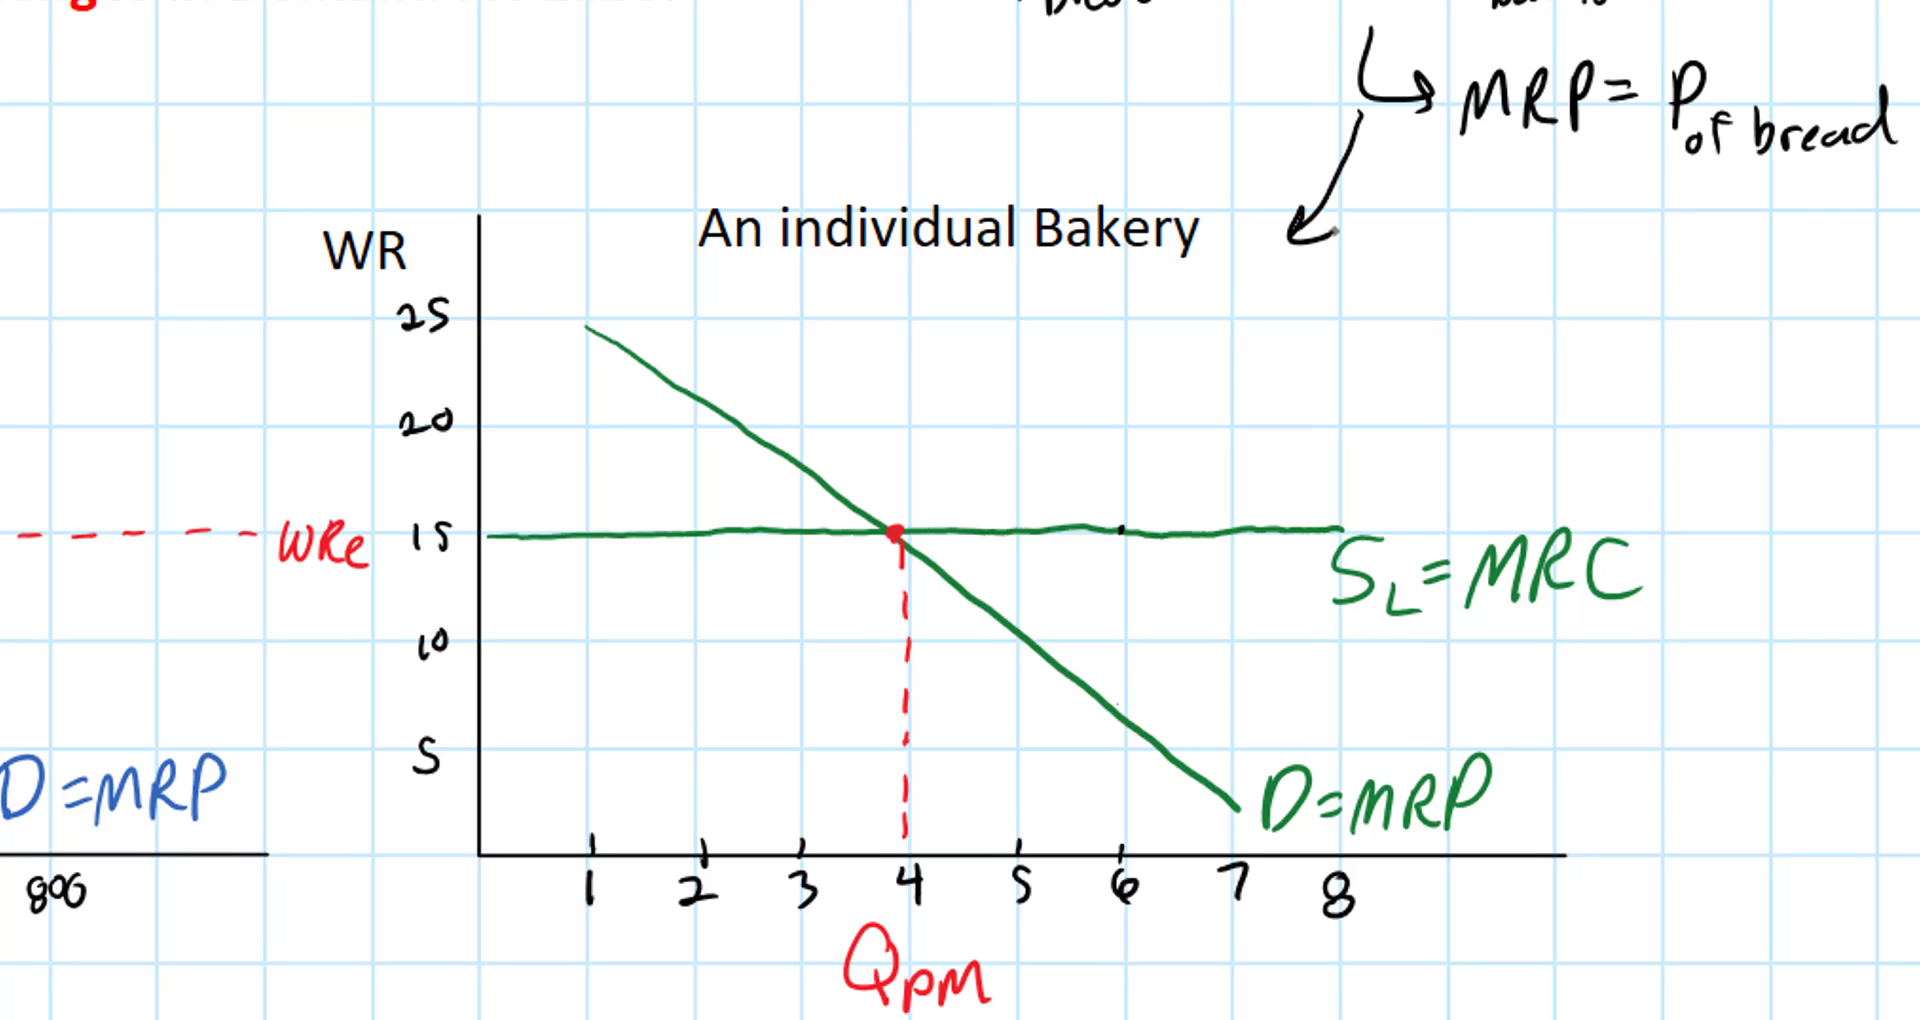 MRP = P of bread
An individual Bakery
WR
25
20
WRe 15
SL = MRC
10
5
D = MRP
D = MRP
1 2 3 4 5 6 7 8
800
QPM